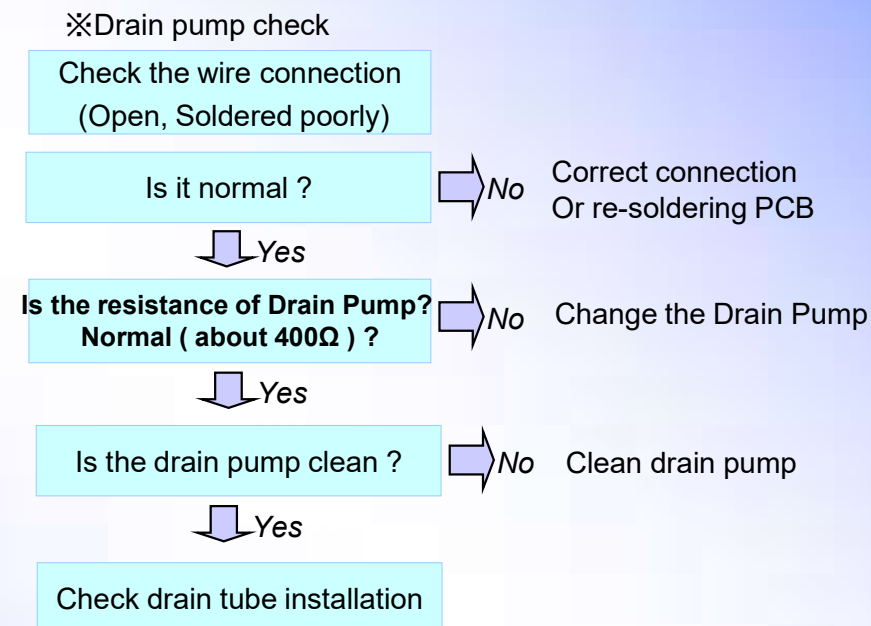 ※Drain pump check
Check the wire connection
(Open, Soldered poorly)
Is it normal ?
No
Correct connection
Or re-soldering PCB
Yes
Is the resistance of Drain Pump?
Normal ( about 400Ω ) ?
No
Change the Drain Pump
Yes
Is the drain pump clean ?
No
Clean drain pump
Yes
Check drain tube installation